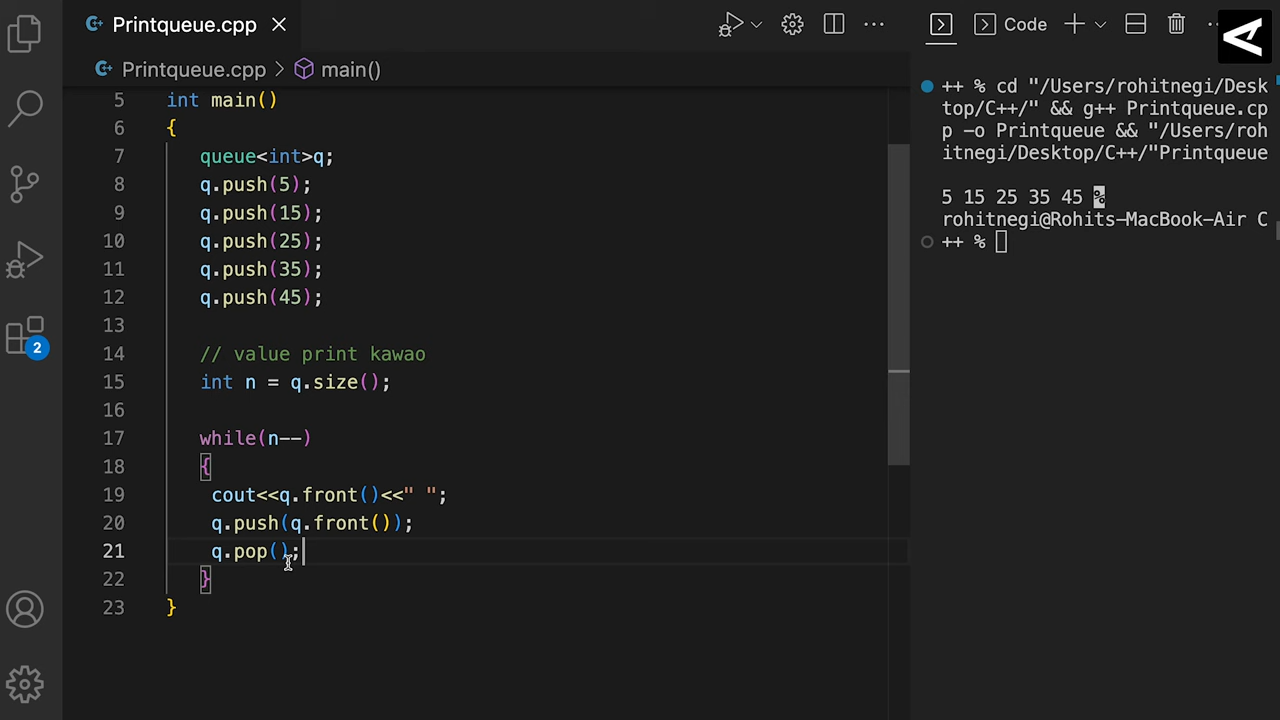 Printqueue.cpp
Code
Printqueue.cpp > main()
5 int main()
6 {
7 queue<int>q;
8 q.push(5);
9 q.push(15);
10 q.push(25);
11 q.push(35);
12 q.push(45);
13
14 // value print kawao
15 int n = q.size();
16
17 while(n--)
18 {
19 cout<<q.front()<<" ";
20 q.push(q.front());
21 q.pop();
22 }
23 }
2
++ % cd "/Users/rohitnegi/Desk
top/C++/" && g++ Printqueue.cp
p -o Printqueue && "/Users/roh
itnegi/Desktop/C++/"Printqueue
5 15 25 35 45 %
rohitnegi@Rohits-MacBook-Air C
++ %